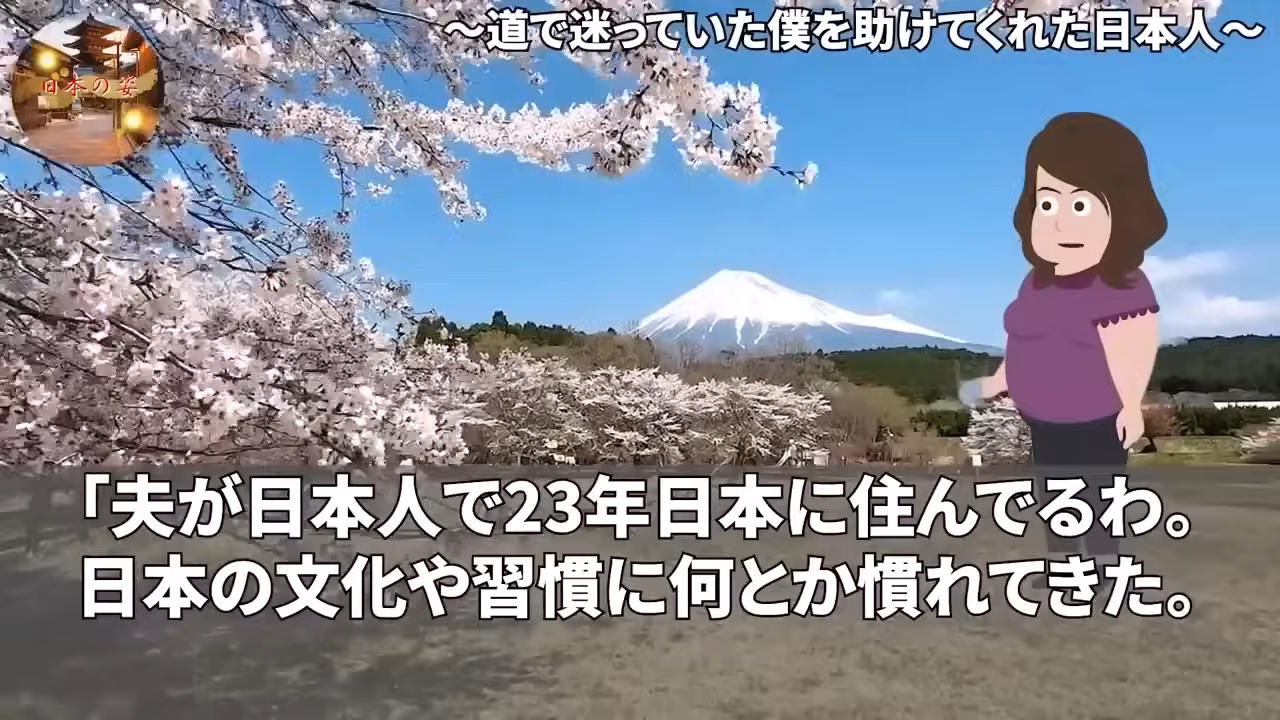 ～道で迷っていた僕を助けてくれた日本人～
日本の姿
「夫が日本人で23年日本に住んでるわ。
日本の文化や習慣に何とか慣れてきた。